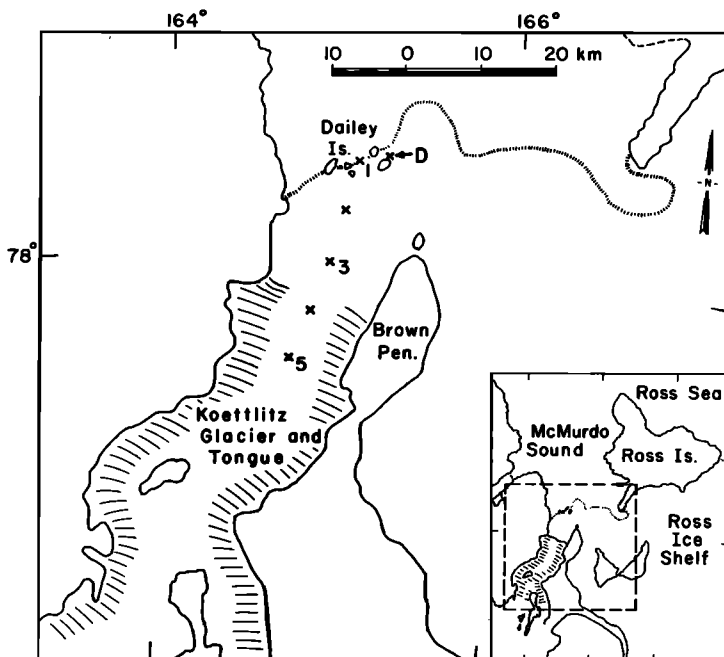 164°
166°
10 0 10 20 km
Dailey
Is.
1
D
N
78°
3
5
Brown
Pen.
Koettlitz
Glacier and
Tongue
Ross Sea
McMurdo
Sound
Ross Is.
Ross
Ice
Shelf